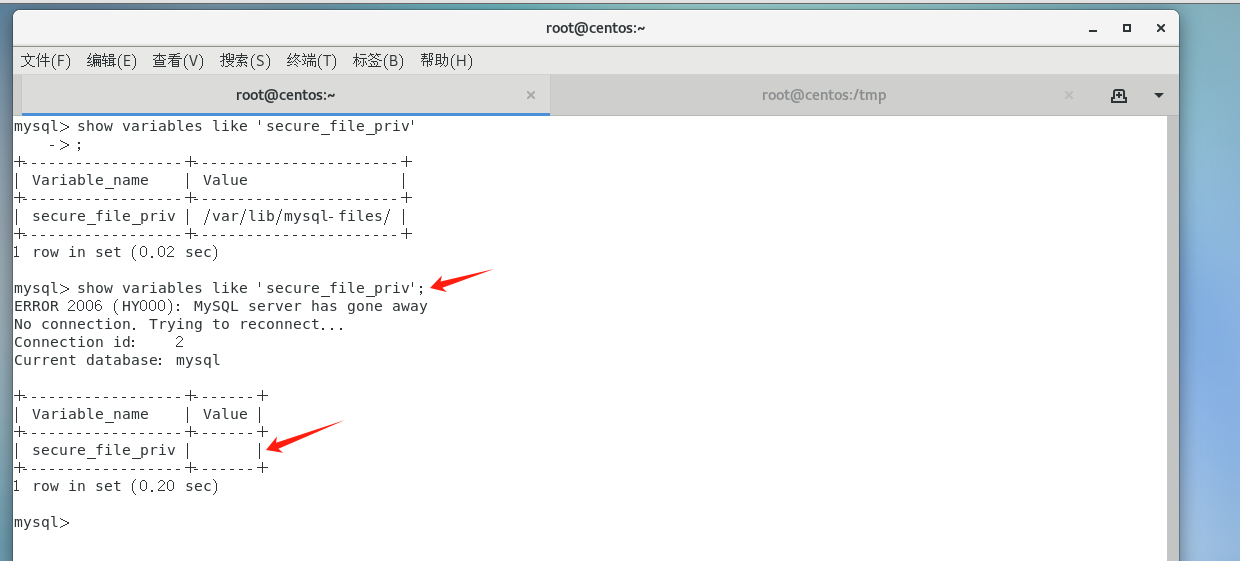 root@centos:~
文件(F) 编辑(E) 查看(V) 搜索(S) 终端(T) 标签(B) 帮助(H)
root@centos:~ × root@centos:/tmp ×
mysql> show variables like 'secure_file_priv'
    -> ;
+------------------+-----------------------+
| Variable_name    | Value                 |
+------------------+-----------------------+
| secure_file_priv | /var/lib/mysql-files/ |
+------------------+-----------------------+
1 row in set (0.02 sec)
mysql> show variables like 'secure_file_priv';
ERROR 2006 (HY000): MySQL server has gone away
No connection. Trying to reconnect...
Connection id:    2
Current database: mysql
+------------------+-------+
| Variable_name    | Value |
+------------------+-------+
| secure_file_priv |       |
+------------------+-------+
1 row in set (0.20 sec)
mysql>